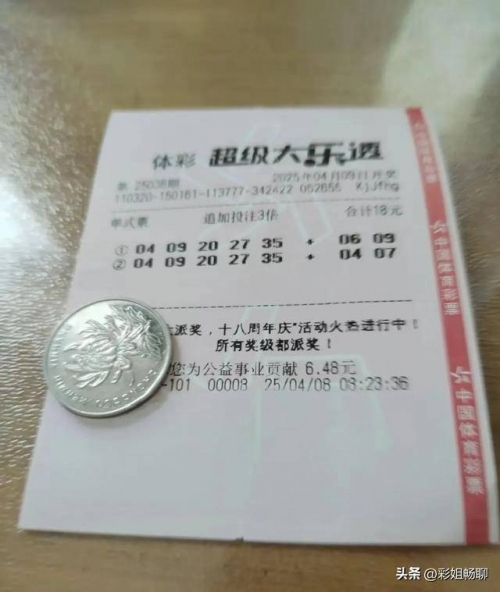 体彩 超级大乐透
第 25038期 2025年04月09日开奖
110320-150161-113777-342422 052655 KjJfhg
单式票 追加投注3倍 合计18元
① 04 09 20 27 35 + 06 09
② 04 09 20 27 35 + 04 07
派奖，十八周年庆"活动火热进行中！
所有奖级都派奖！
您为公益事业贡献 6.48元
-101 00008 25/04/08 08:23:36
中国体育彩票
中国体育彩票
头条 @彩姐畅聊